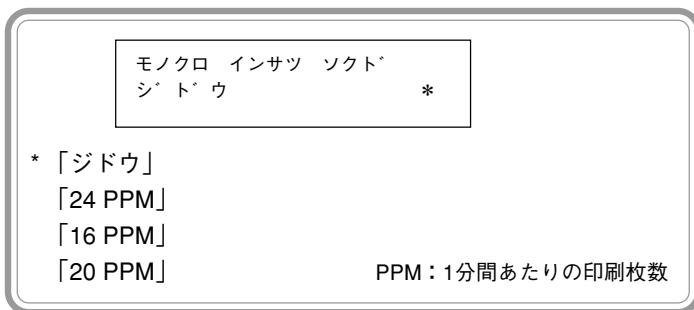 モノクロ インサツ ソクド゛
シ゛ト゛ウ *
* 「ジドウ」
「24 PPM」
「16 PPM」
「20 PPM」 PPM：1分間あたりの印刷枚数